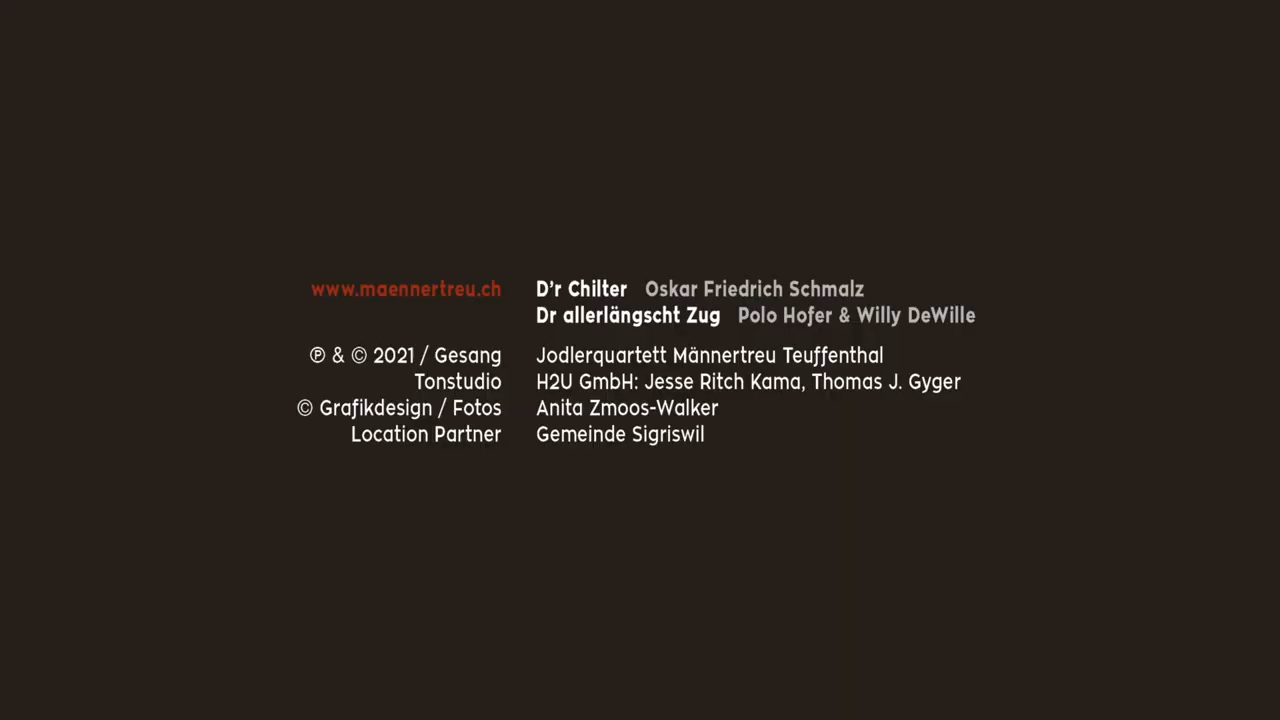 www.maennertreu.ch D'r Chilter Oskar Friedrich Schmalz
Dr allerlängscht Zug Polo Hofer & Willy DeWille
℗ & © 2021 / Gesang Jodlerquartett Männertreu Teuffenthal
Tonstudio H2U GmbH: Jesse Ritch Kama, Thomas J. Gyger
© Grafikdesign / Fotos Anita Zmoos-Walker
Location Partner Gemeinde Sigriswil